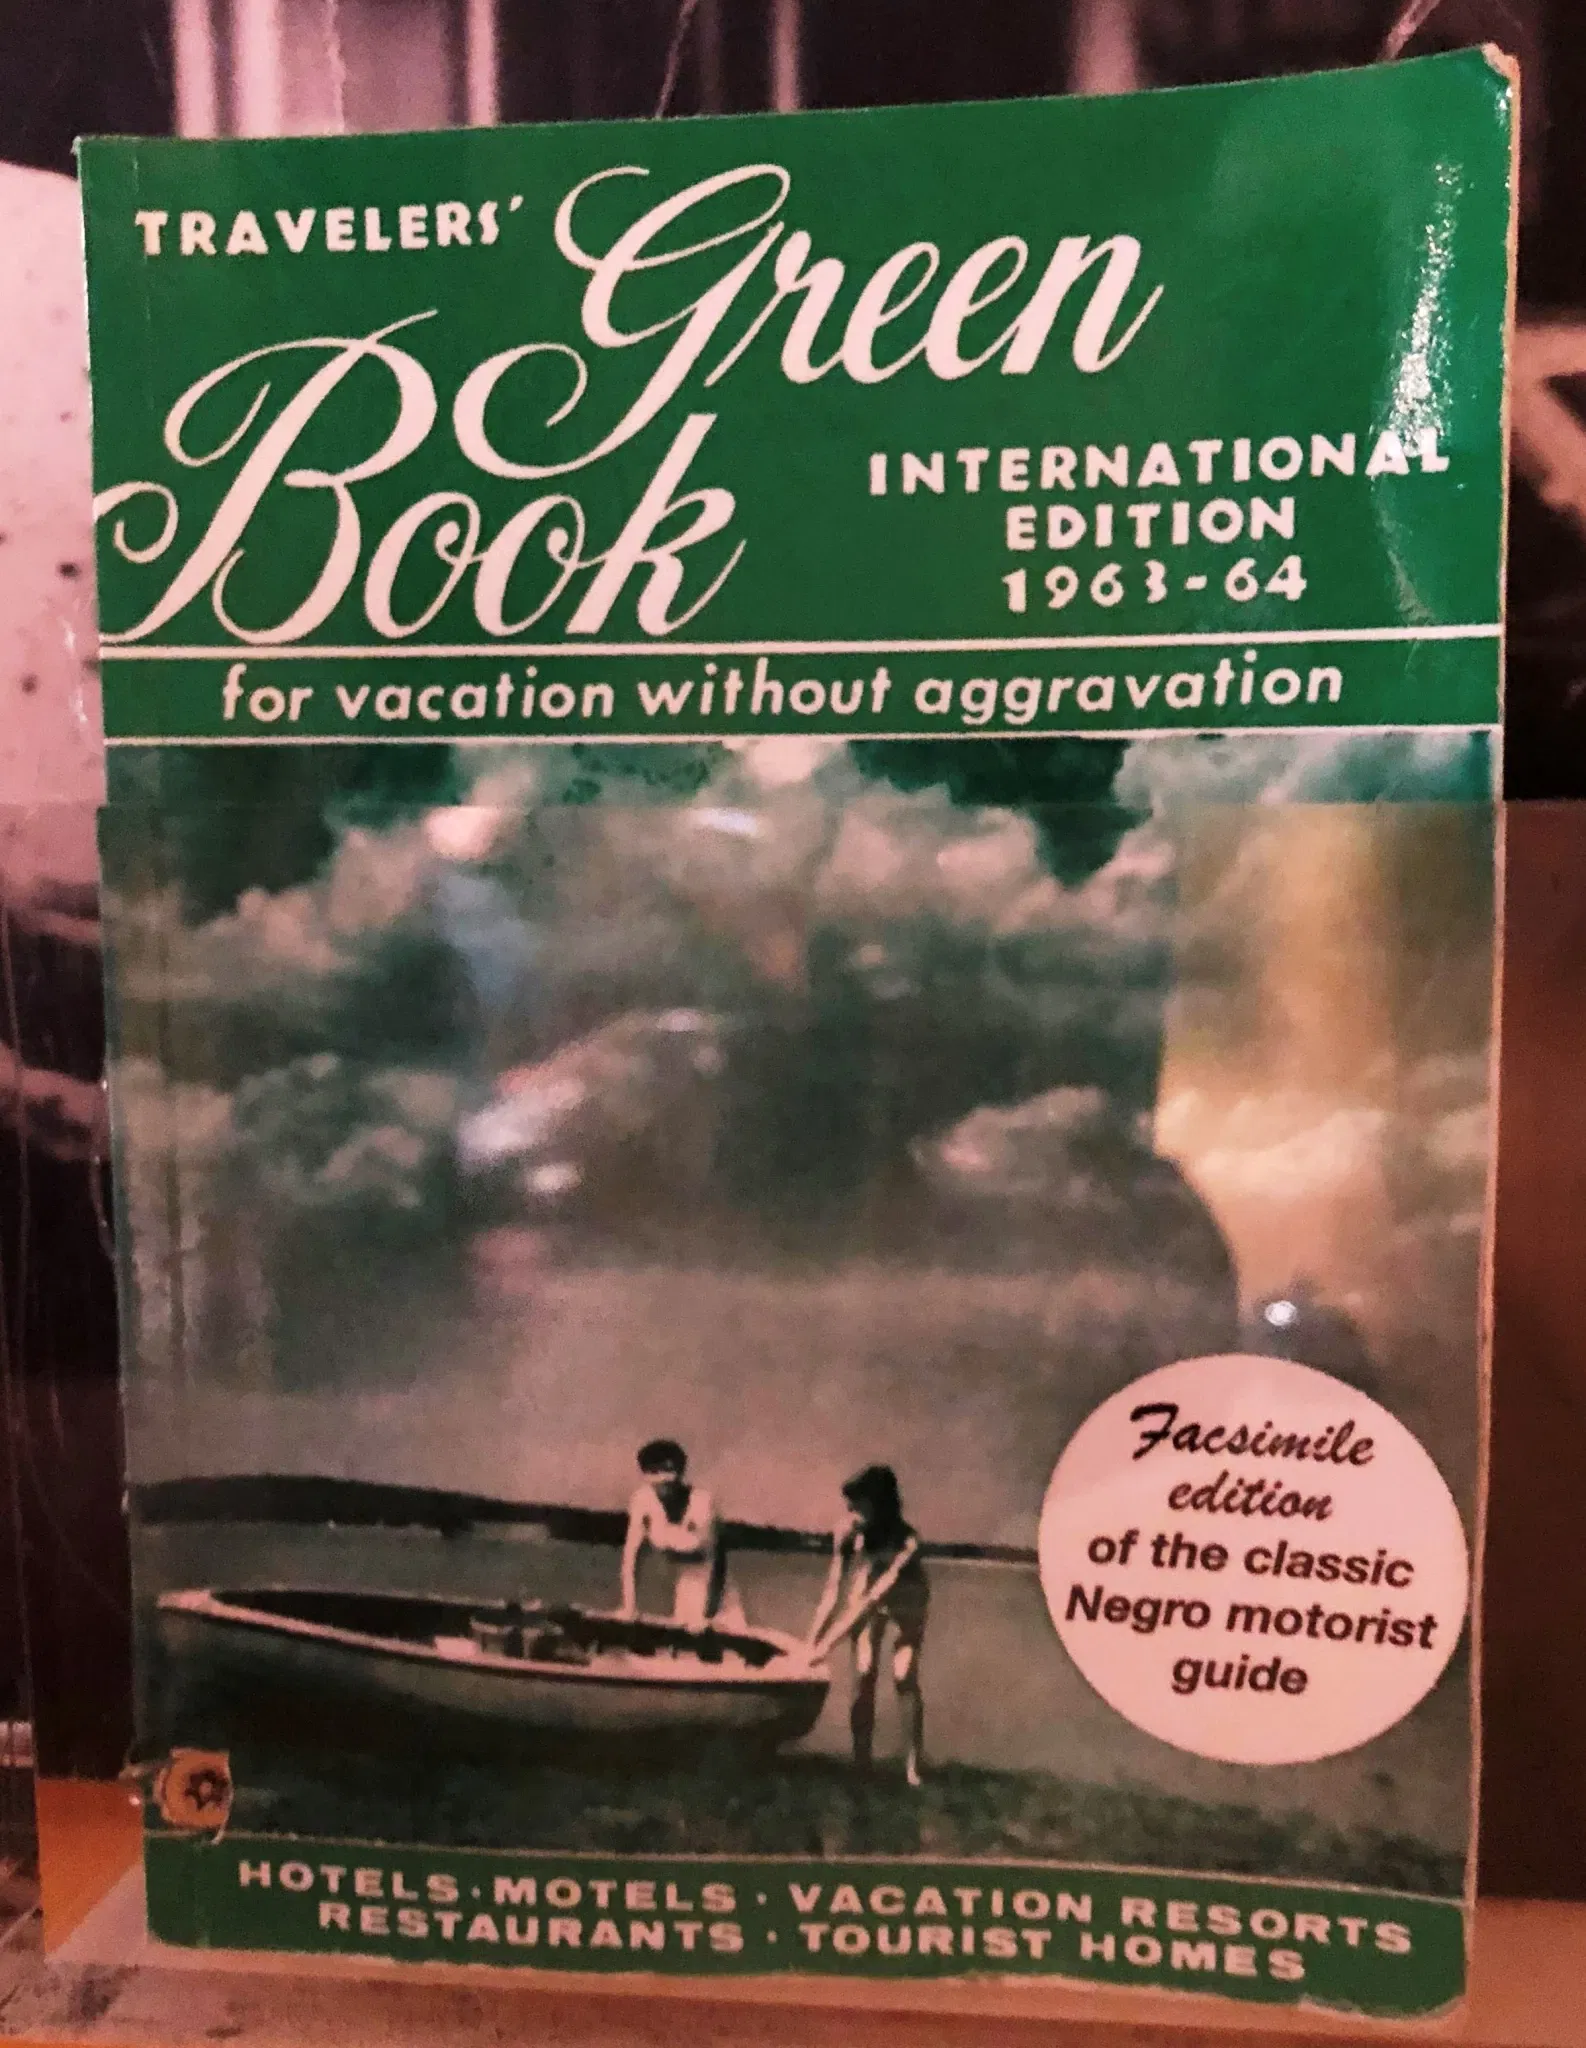 TRAVELERS' Green
Book
INTERNATIONAL
EDITION
1963-64
for vacation without aggravation
Facsimile
edition
of the classic
Negro motorist
guide
HOTELS · MOTELS · VACATION RESORTS
RESTAURANTS · TOURIST HOMES